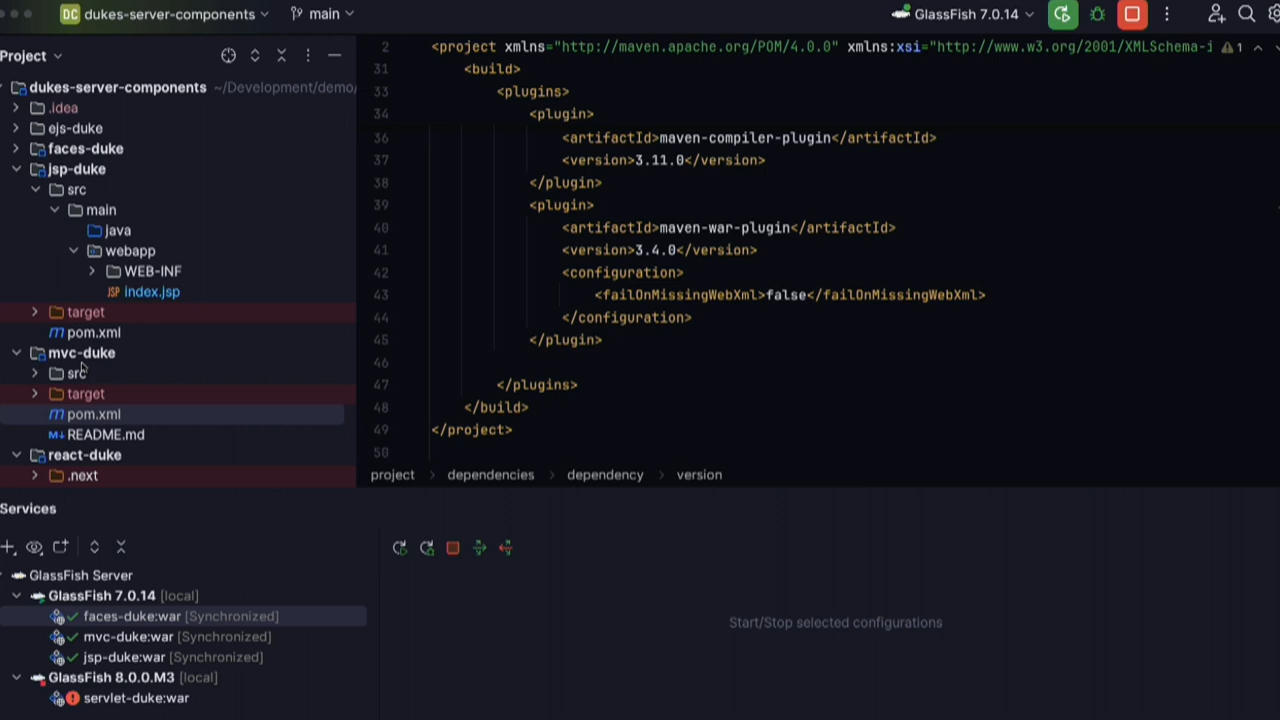 DC dukes-server-components main GlassFish 7.0.14
Project
dukes-server-components ~/Development/demo/
.idea
ejs-duke
faces-duke
jsp-duke
src
main
java
webapp
WEB-INF
JSP index.jsp
target
pom.xml
mvc-duke
src
target
pom.xml
M↓ README.md
react-duke
.next
2 <project xmlns="http://maven.apache.org/POM/4.0.0" xmlns:xsi="http://www.w3.org/2001/XMLSchema-i 1
31 <build>
33 <plugins>
34 <plugin>
36 <artifactId>maven-compiler-plugin</artifactId>
37 <version>3.11.0</version>
38 </plugin>
39 <plugin>
40 <artifactId>maven-war-plugin</artifactId>
41 <version>3.4.0</version>
42 <configuration>
43 <failOnMissingWebXml>false</failOnMissingWebXml>
44 </configuration>
45 </plugin>
46
47 </plugins>
48 </build>
49 </project>
50
project > dependencies > dependency > version
Services
GlassFish Server
GlassFish 7.0.14 [local]
faces-duke:war [Synchronized]
mvc-duke:war [Synchronized]
jsp-duke:war [Synchronized]
GlassFish 8.0.0.M3 [local]
servlet-duke:war
Start/Stop selected configurations